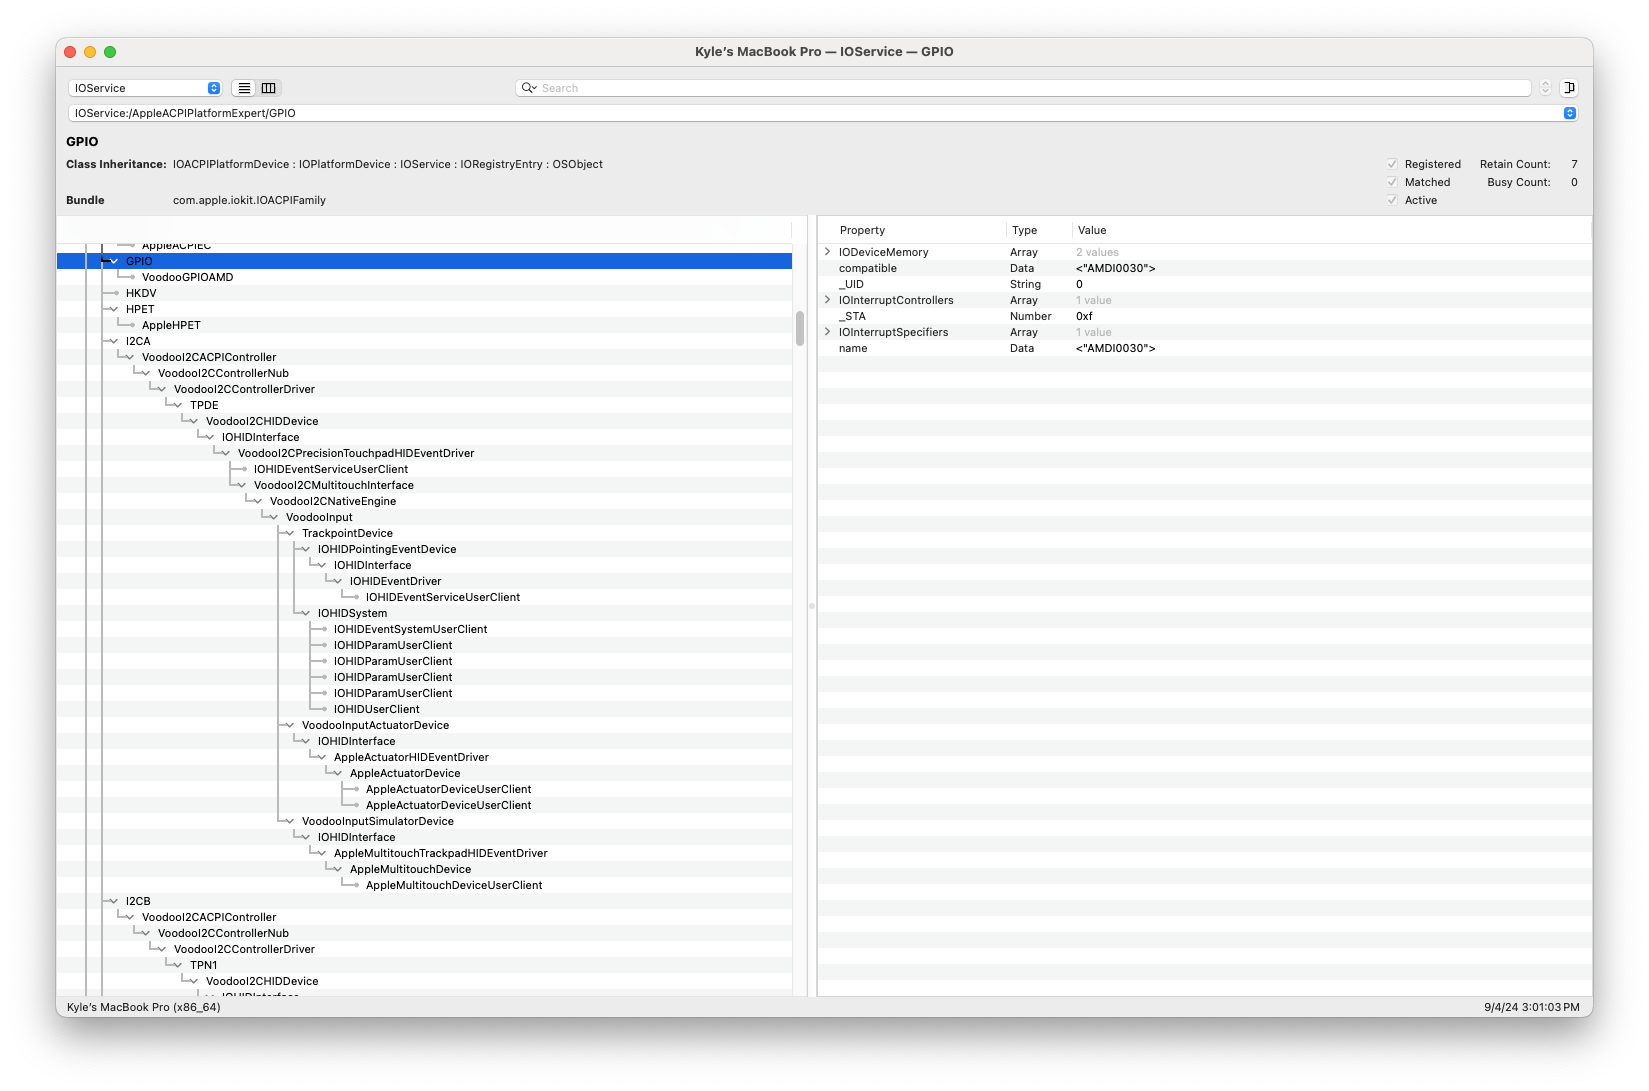 Kyle's MacBook Pro — IOService — GPIO
IOService
Search
IOService:/AppleACPIPlatformExpert/GPIO
GPIO
Class Inheritance: IOACPIPlatformDevice : IOPlatformDevice : IOService : IORegistryEntry : OSObject
Registered Retain Count: 7
Matched Busy Count: 0
Bundle com.apple.iokit.IOACPIFamily
Active
AppleACPIEC
GPIO
VoodooGPIOAMD
HKDV
HPET
AppleHPET
I2CA
VoodooI2CACPIController
VoodooI2CControllerNub
VoodooI2CControllerDriver
TPDE
VoodooI2CHIDDevice
IOHIDInterface
VoodooI2CPrecisionTouchpadHIDEventDriver
IOHIDEventServiceUserClient
VoodooI2CMultitouchInterface
VoodooI2CNativeEngine
VoodooInput
TrackpointDevice
IOHIDPointingEventDevice
IOHIDInterface
IOHIDEventDriver
IOHIDEventServiceUserClient
IOHIDSystem
IOHIDEventSystemUserClient
IOHIDParamUserClient
IOHIDParamUserClient
IOHIDParamUserClient
IOHIDParamUserClient
IOHIDUserClient
VoodooInputActuatorDevice
IOHIDInterface
AppleActuatorHIDEventDriver
AppleActuatorDevice
AppleActuatorDeviceUserClient
AppleActuatorDeviceUserClient
VoodooInputSimulatorDevice
IOHIDInterface
AppleMultitouchTrackpadHIDEventDriver
AppleMultitouchDevice
AppleMultitouchDeviceUserClient
I2CB
VoodooI2CACPIController
VoodooI2CControllerNub
VoodooI2CControllerDriver
TPN1
VoodooI2CHIDDevice
IOHIDInterface
Property Type Value
IODeviceMemory Array 2 values
compatible Data <"AMDI0030">
_UID String 0
IOInterruptControllers Array 1 value
_STA Number 0xf
IOInterruptSpecifiers Array 1 value
name Data <"AMDI0030">
Kyle's MacBook Pro (x86_64)
9/4/24 3:01:03 PM